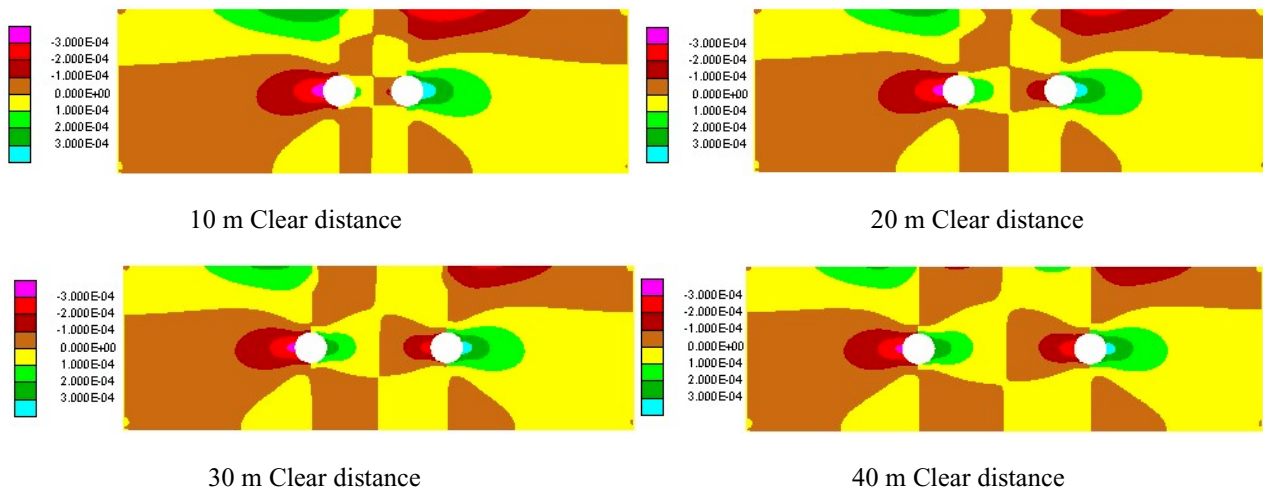 -3.000E-04
-2.000E-04
-1.000E-04
0.000E+00
1.000E-04
2.000E-04
3.000E-04
-3.000E-04
-2.000E-04
-1.000E-04
0.000E+00
1.000E-04
2.000E-04
3.000E-04
10 m Clear distance
20 m Clear distance
-3.000E-04
-2.000E-04
-1.000E-04
0.000E+00
1.000E-04
2.000E-04
3.000E-04
-3.000E-04
-2.000E-04
-1.000E-04
0.000E+00
1.000E-04
2.000E-04
3.000E-04
30 m Clear distance
40 m Clear distance